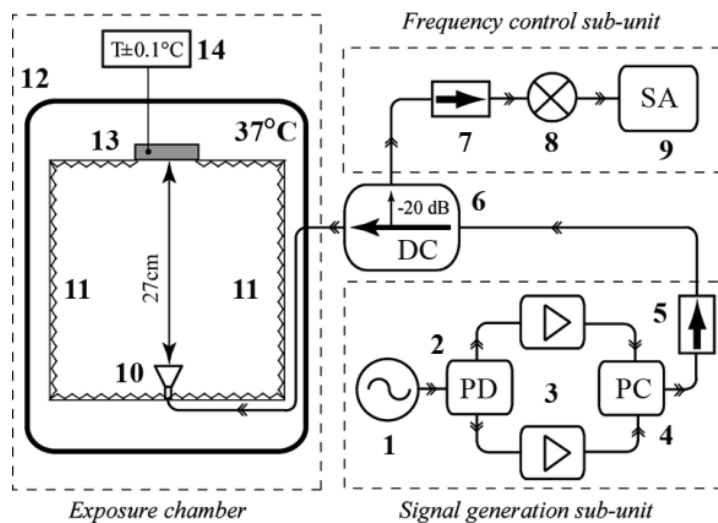 Frequency control sub-unit
T±0.1°C
14
12
37°C
13
SA
7
8
9
-20 dB
6
DC
27cm
11
11
10
5
2
PD
3
PC
1
4
Exposure chamber
Signal generation sub-unit